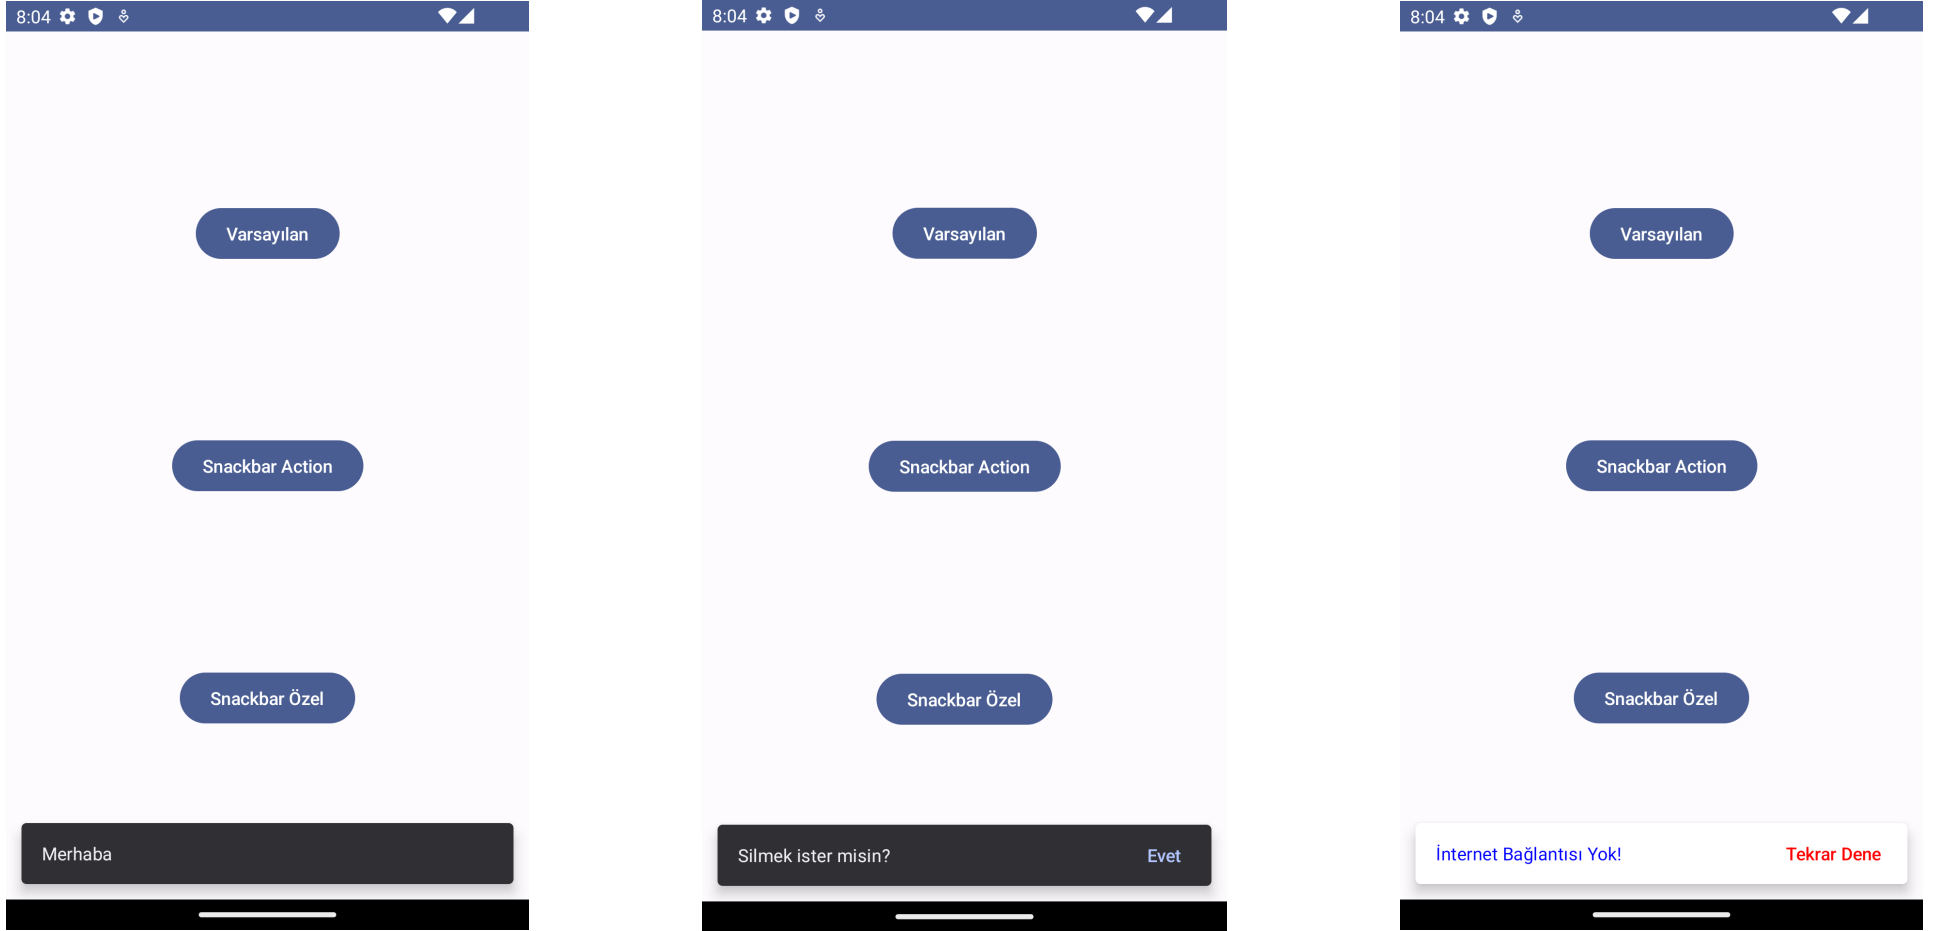 8:04
Varsayılan
Snackbar Action
Snackbar Özel
Merhaba
8:04
Varsayılan
Snackbar Action
Snackbar Özel
Silmek ister misin? Evet
8:04
Varsayılan
Snackbar Action
Snackbar Özel
İnternet Bağlantısı Yok! Tekrar Dene